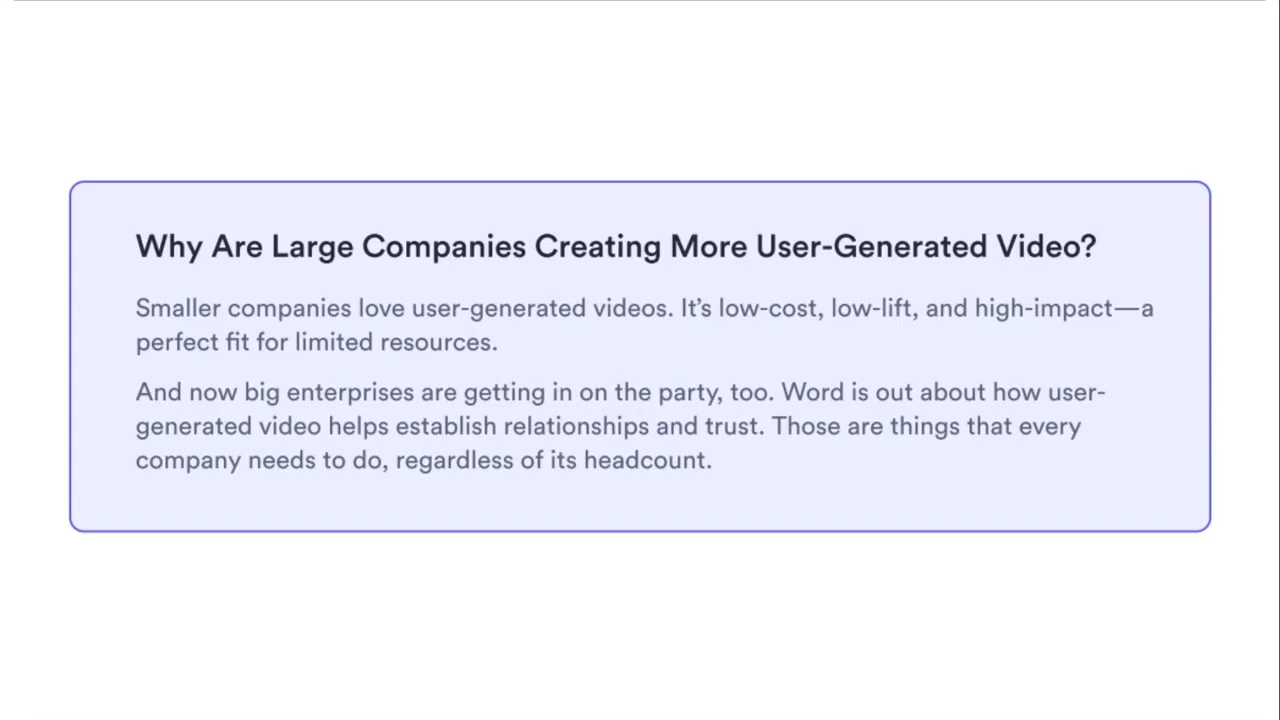 Why Are Large Companies Creating More User-Generated Video?
Smaller companies love user-generated videos. It’s low-cost, low-lift, and high-impact—a
perfect fit for limited resources.
And now big enterprises are getting in on the party, too. Word is out about how user-
generated video helps establish relationships and trust. Those are things that every
company needs to do, regardless of its headcount.